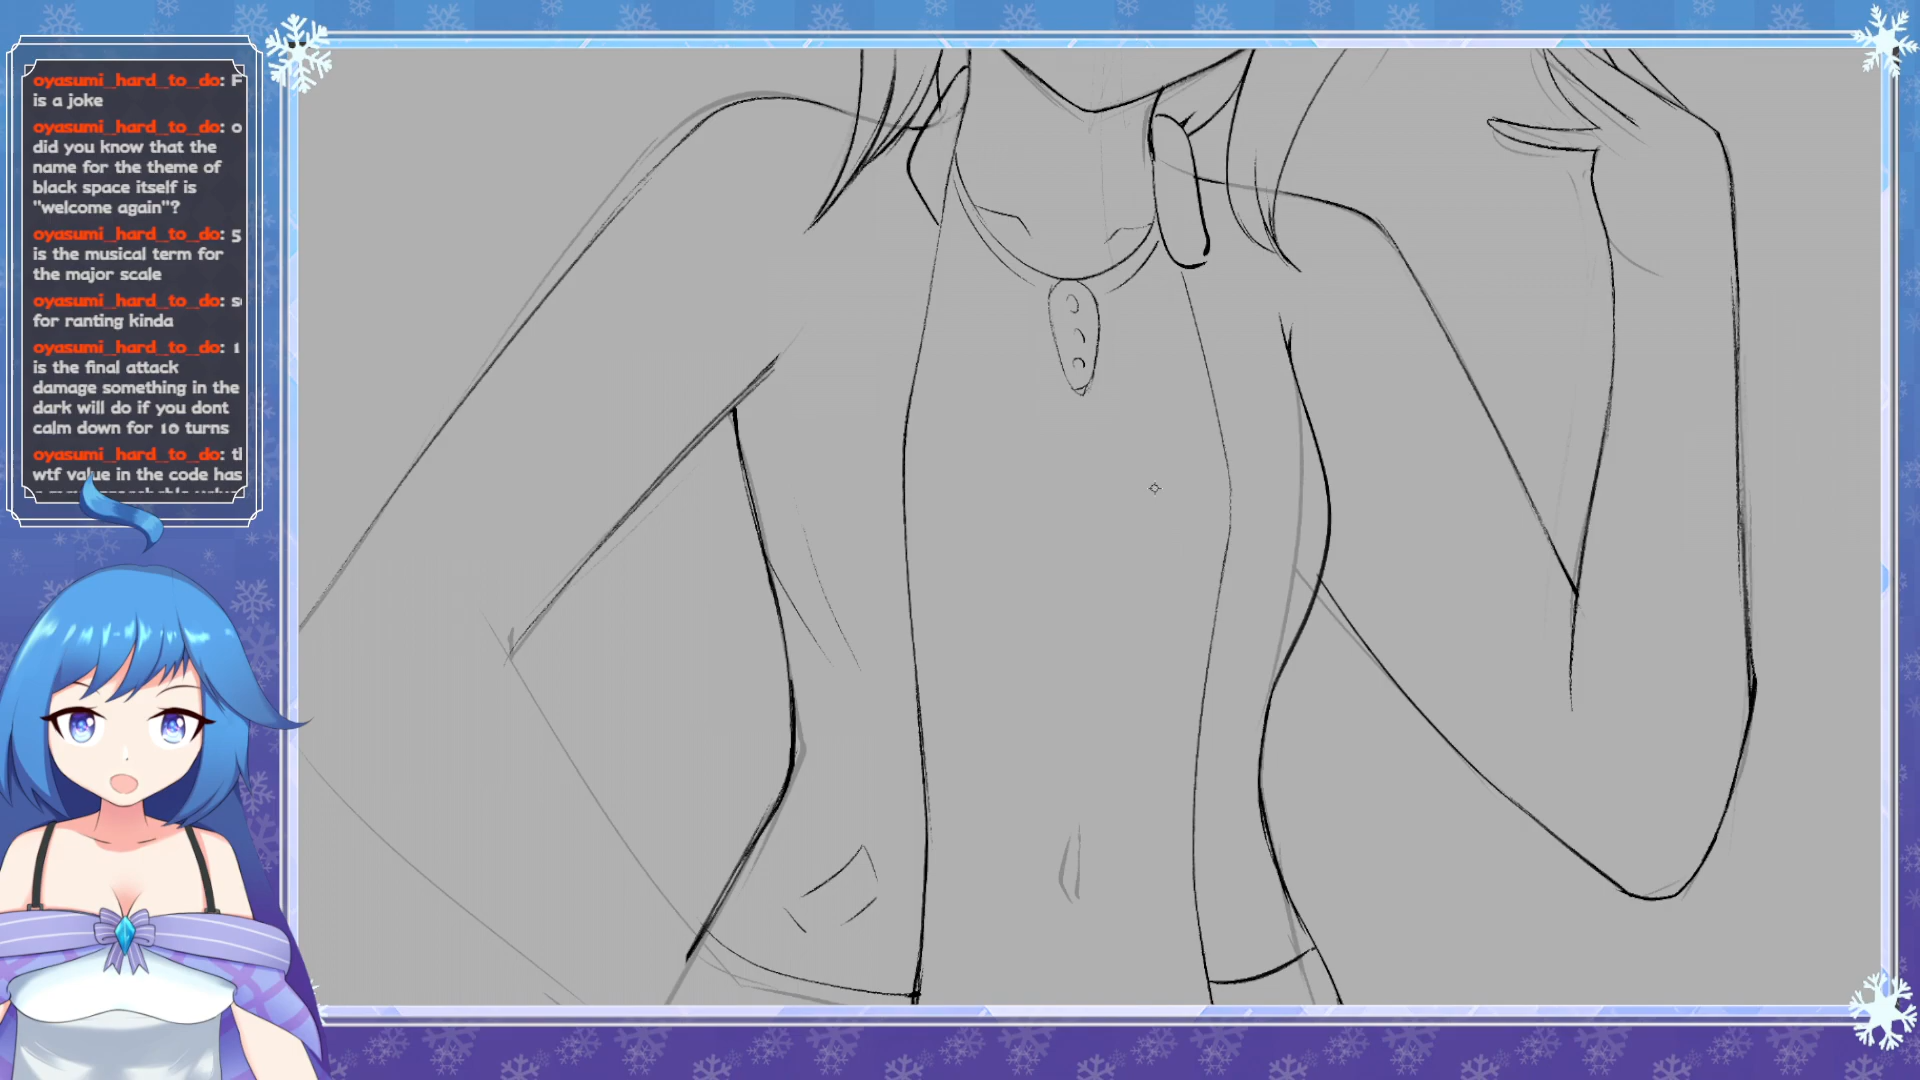 oyasumi_hard_to_do: F
is a joke
oyasumi_hard_to_do: o
did you know that the
name for the theme of
black space itself is
"welcome again"?
oyasumi_hard_to_do: 5
is the musical term for
the major scale
oyasumi_hard_to_do: s
for ranting kinda
oyasumi_hard_to_do: 1
is the final attack
damage something in the
dark will do if you dont
calm down for 10 turns
oyasumi_hard_to_do: t
wtf value in the code has